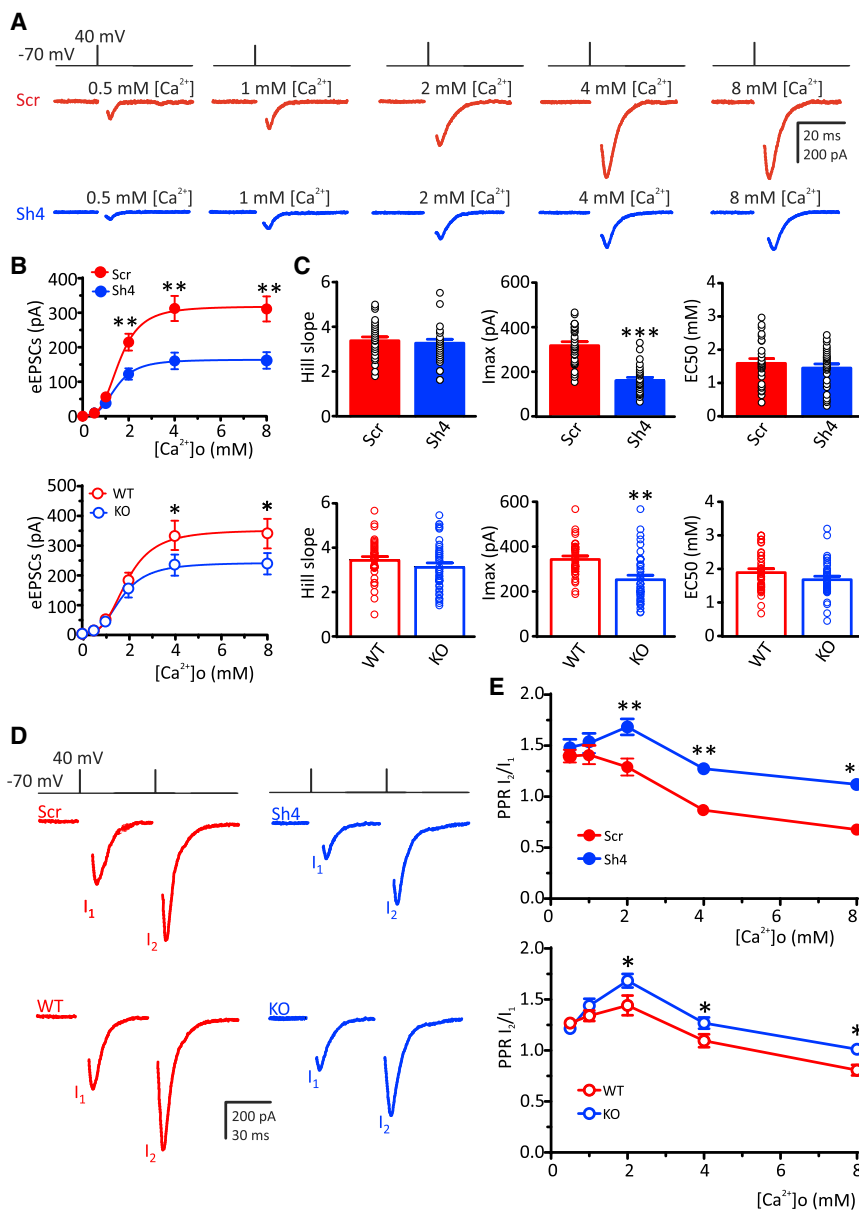 A
40 mV
-70 mV
0.5 mM [Ca²⁺]
1 mM [Ca²⁺]
2 mM [Ca²⁺]
4 mM [Ca²⁺]
8 mM [Ca²⁺]
Scr
20 ms
200 pA
0.5 mM [Ca²⁺]
1 mM [Ca²⁺]
2 mM [Ca²⁺]
4 mM [Ca²⁺]
8 mM [Ca²⁺]
Sh4
B
eEPSCs (pA)
400
300
200
100
0
Scr
Sh4
**
**
**
0 2 4 6 8
[Ca²⁺]o (mM)
eEPSCs (pA)
500
400
300
200
100
0
WT
KO
*
*
0 2 4 6 8
[Ca²⁺]o (mM)
C
Hill slope
6
4
2
0
Scr
Sh4
Imax (pA)
600
400
200
0
***
Scr
Sh4
EC50 (mM)
4
3
2
1
0
Scr
Sh4
Hill slope
6
4
2
0
WT
KO
Imax (pA)
600
400
200
0
**
WT
KO
EC50 (mM)
4
3
2
1
0
WT
KO
D
40 mV
-70 mV
Scr
I₁
I₂
Sh4
I₁
I₂
WT
I₁
I₂
KO
I₁
I₂
200 pA
30 ms
E
PPR I₂/I₁
2.0
1.5
1.0
0.5
0.0
**
**
*
Scr
Sh4
0 2 4 6 8
[Ca²⁺]o (mM)
PPR I₂/I₁
2.0
1.5
1.0
0.5
0.0
*
*
*
WT
KO
0 2 4 6 8
[Ca²⁺]o (mM)